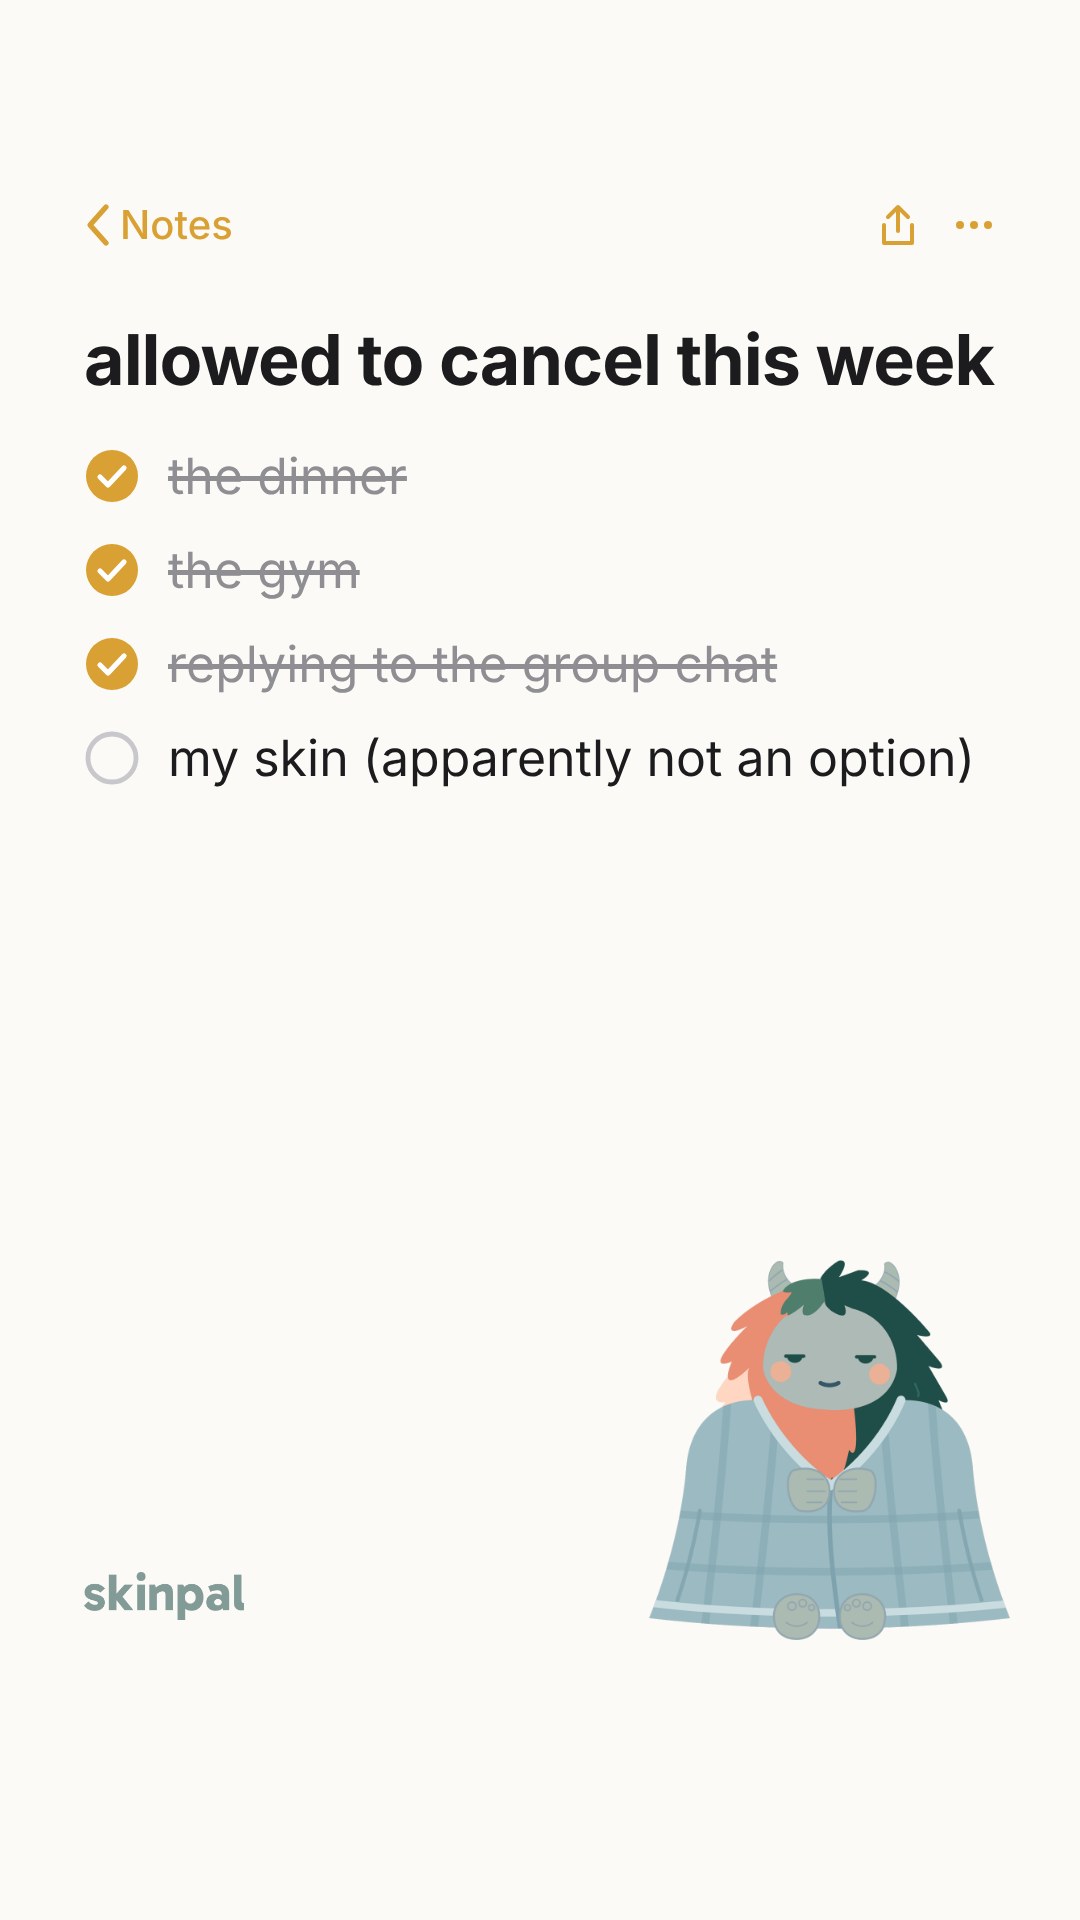 Notes
allowed to cancel this week
the dinner
the gym
replying to the group chat
my skin (apparently not an option)
skinpal